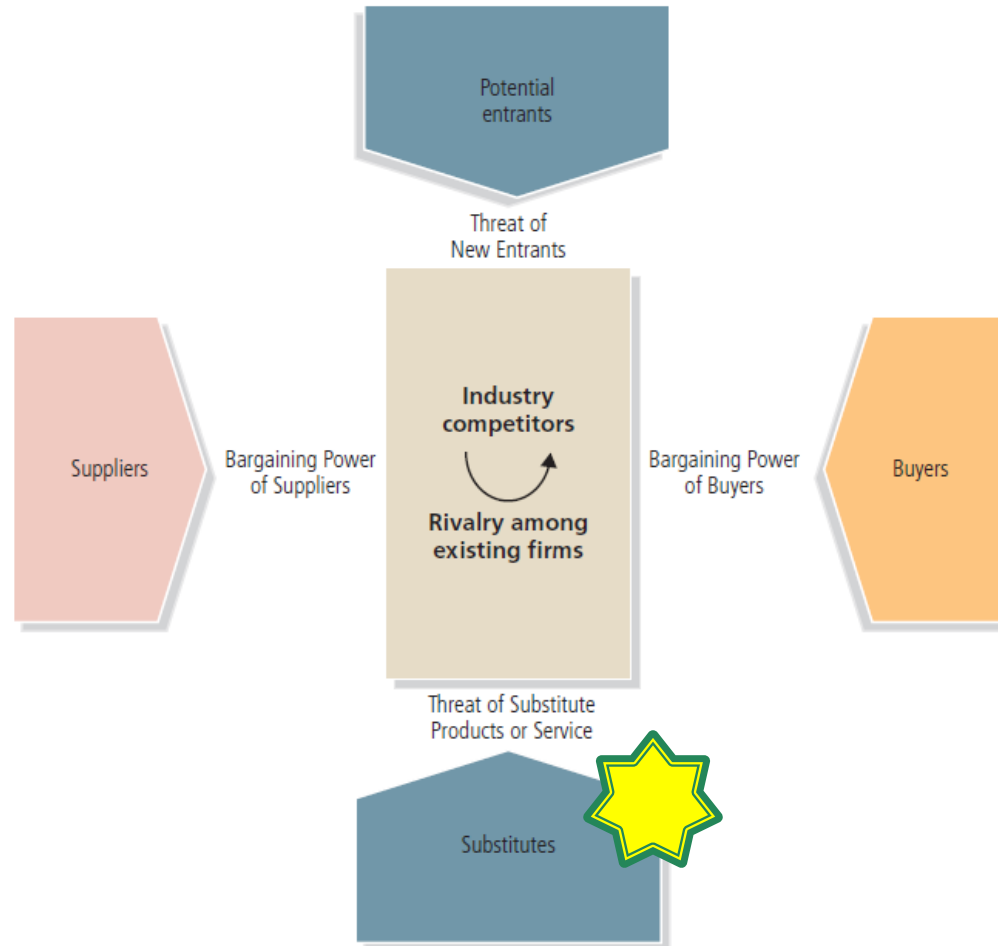 Potential
entrants
Threat of
New Entrants
Industry
competitors
Rivalry among
existing firms
Suppliers
Bargaining Power
of Suppliers
Bargaining Power
of Buyers
Buyers
Threat of Substitute
Products or Service
Substitutes